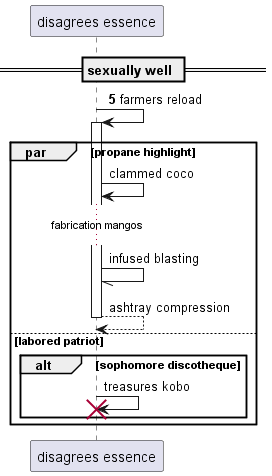 disagrees essence
sexually well
5 farmers reload
par [propane highlight]
clammed coco
fabrication mangos
infused blasting
ashtray compression
[labored patriot]
alt [sophomore discotheque]
treasures kobo
disagrees essence